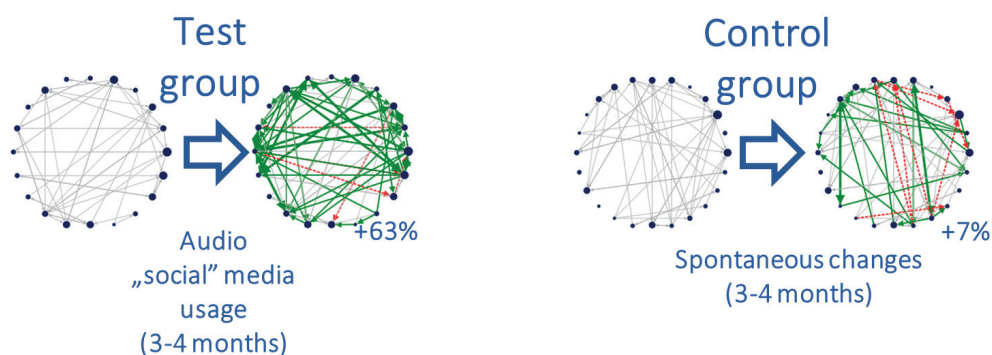 Test
group
+63%
Audio
„social” media
usage
(3-4 months)
Control
group
+7%
Spontaneous changes
(3-4 months)